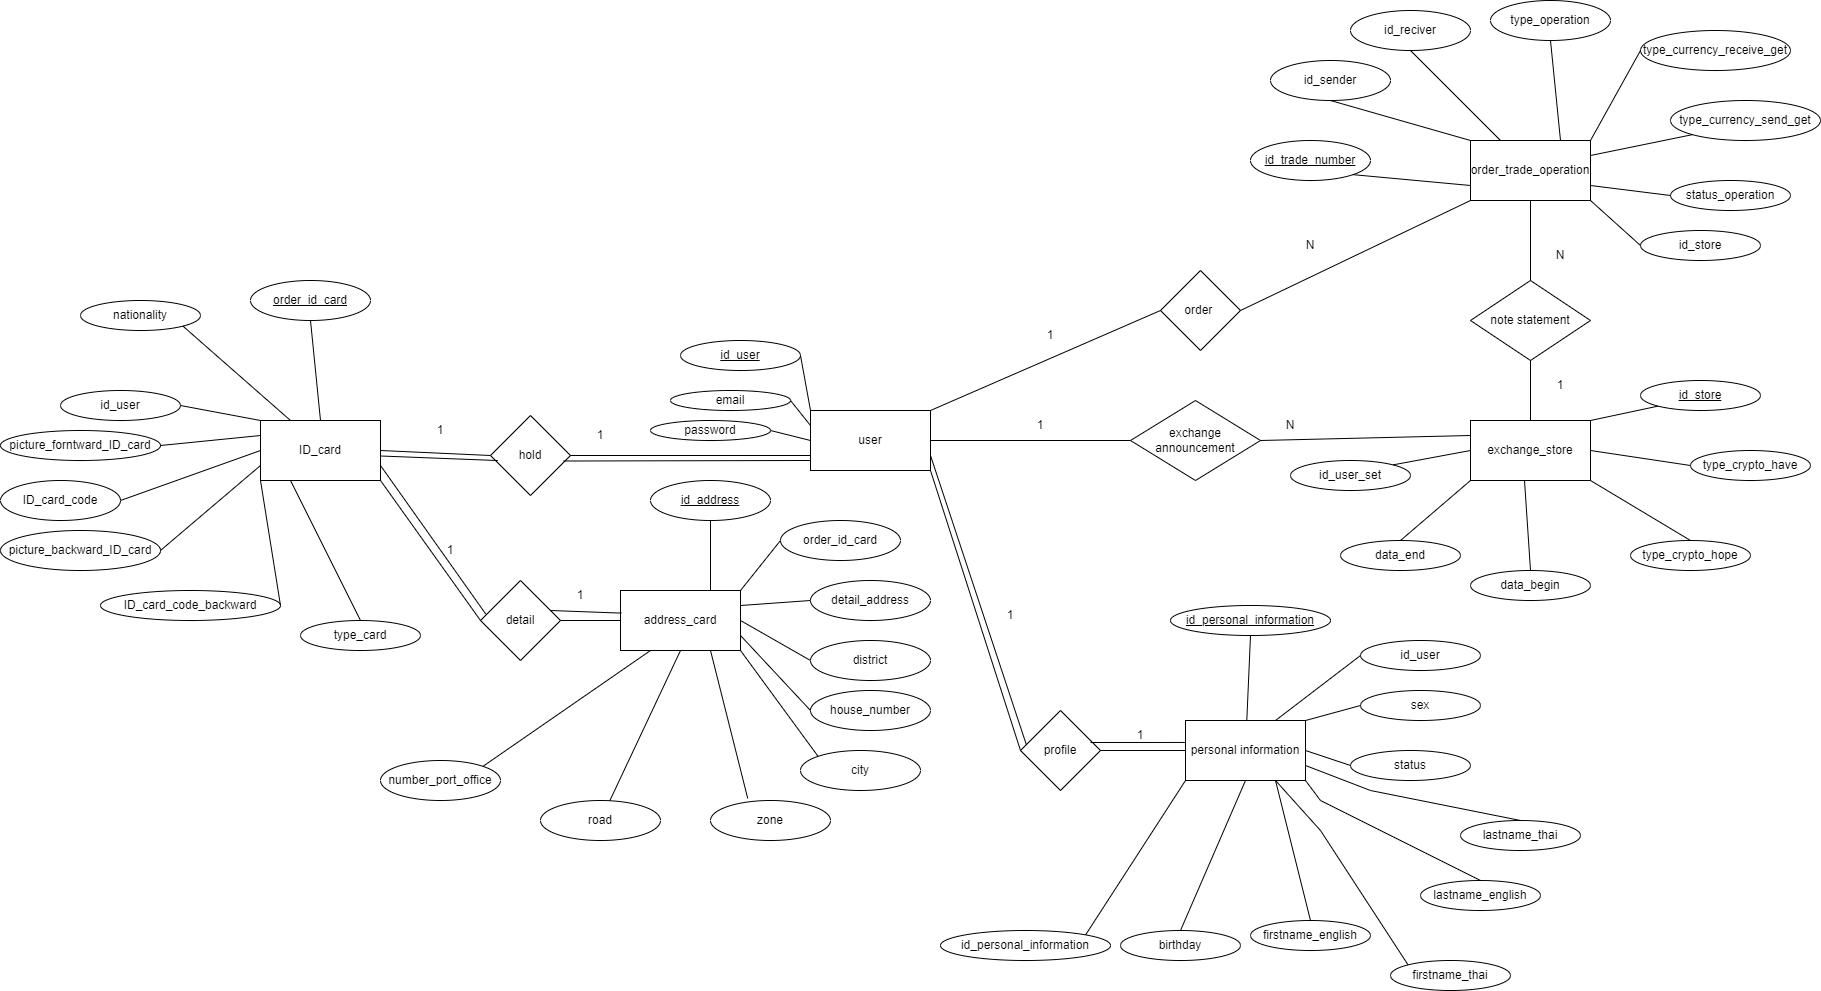 type_operation
id_reciver
type_currency_receive_get
id_sender
type_currency_send_get
id_trade_number
order_trade_operation
status_operation
id_store
N
N
order_id_card
nationality
order
note statement
1
id_user
1
id_store
email
id_user
password
1
1
1
N
picture_forntward_ID_card
ID_card
hold
user
exchange
announcement
exchange_store
type_crypto_have
id_user_set
ID_card_code
id_address
order_id_card
picture_backward_ID_card
1
data_end
type_crypto_hope
data_begin
1
detail_address
ID_card_code_backward
1
type_card
detail
address_card
id_personal_information
id_user
district
sex
house_number
1
profile
personal information
status
city
number_port_office
road
zone
lastname_thai
lastname_english
firstname_english
id_personal_information
birthday
firstname_thai